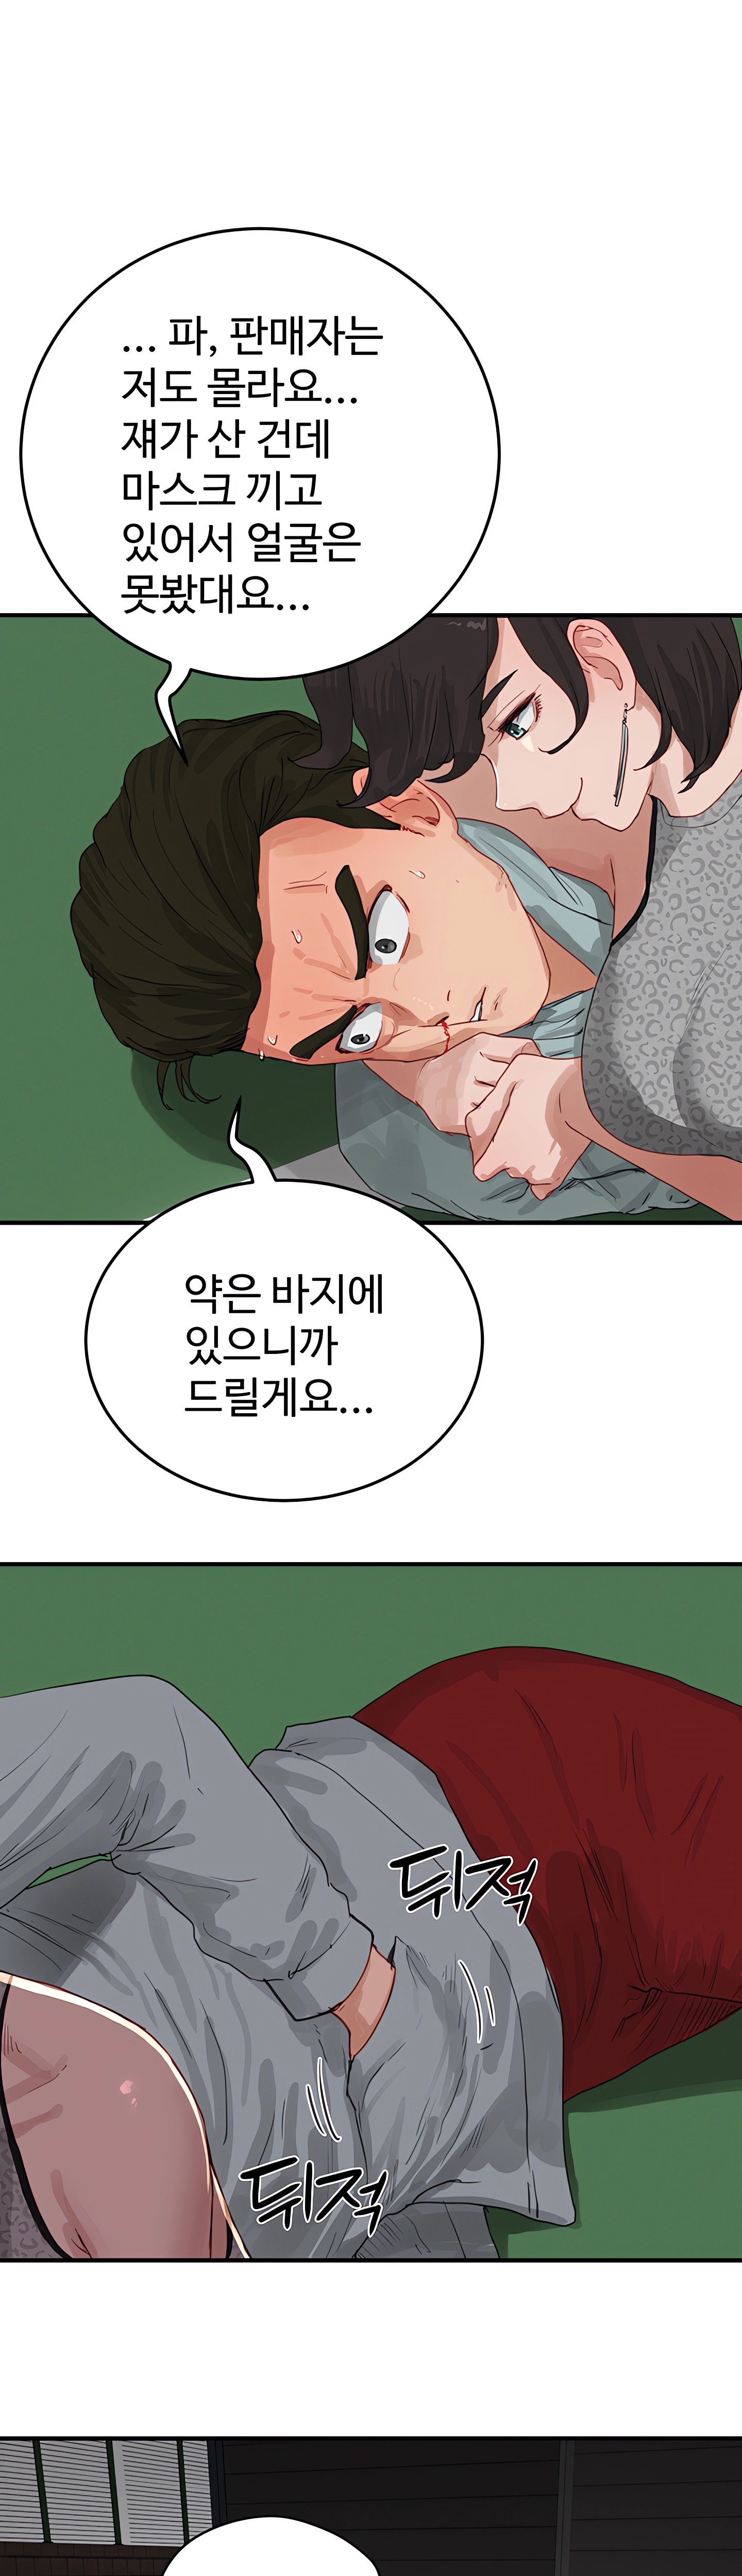 ... 파, 판매자는
저도 몰라요...
쟤가 산 건데
마스크 끼고
있어서 얼굴은
못봤대요...
약은 바지에
있으니까
드릴게요...
뒤적
뒤적